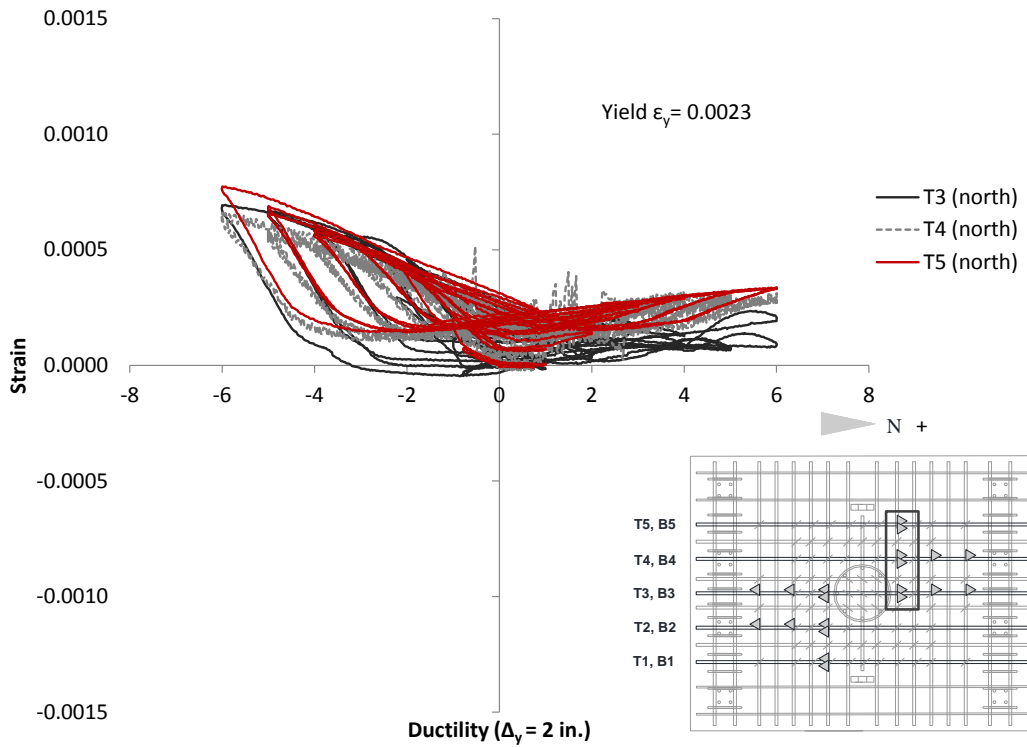 0.0015
0.0010
0.0005
0.0000
-0.0005
-0.0010
-0.0015
Strain
-8 -6 -4 -2 0 2 4 6 8
Ductility (Δy = 2 in.)
Yield εy= 0.0023
T3 (north)
T4 (north)
T5 (north)
N +
T5, B5
T4, B4
T3, B3
T2, B2
T1, B1